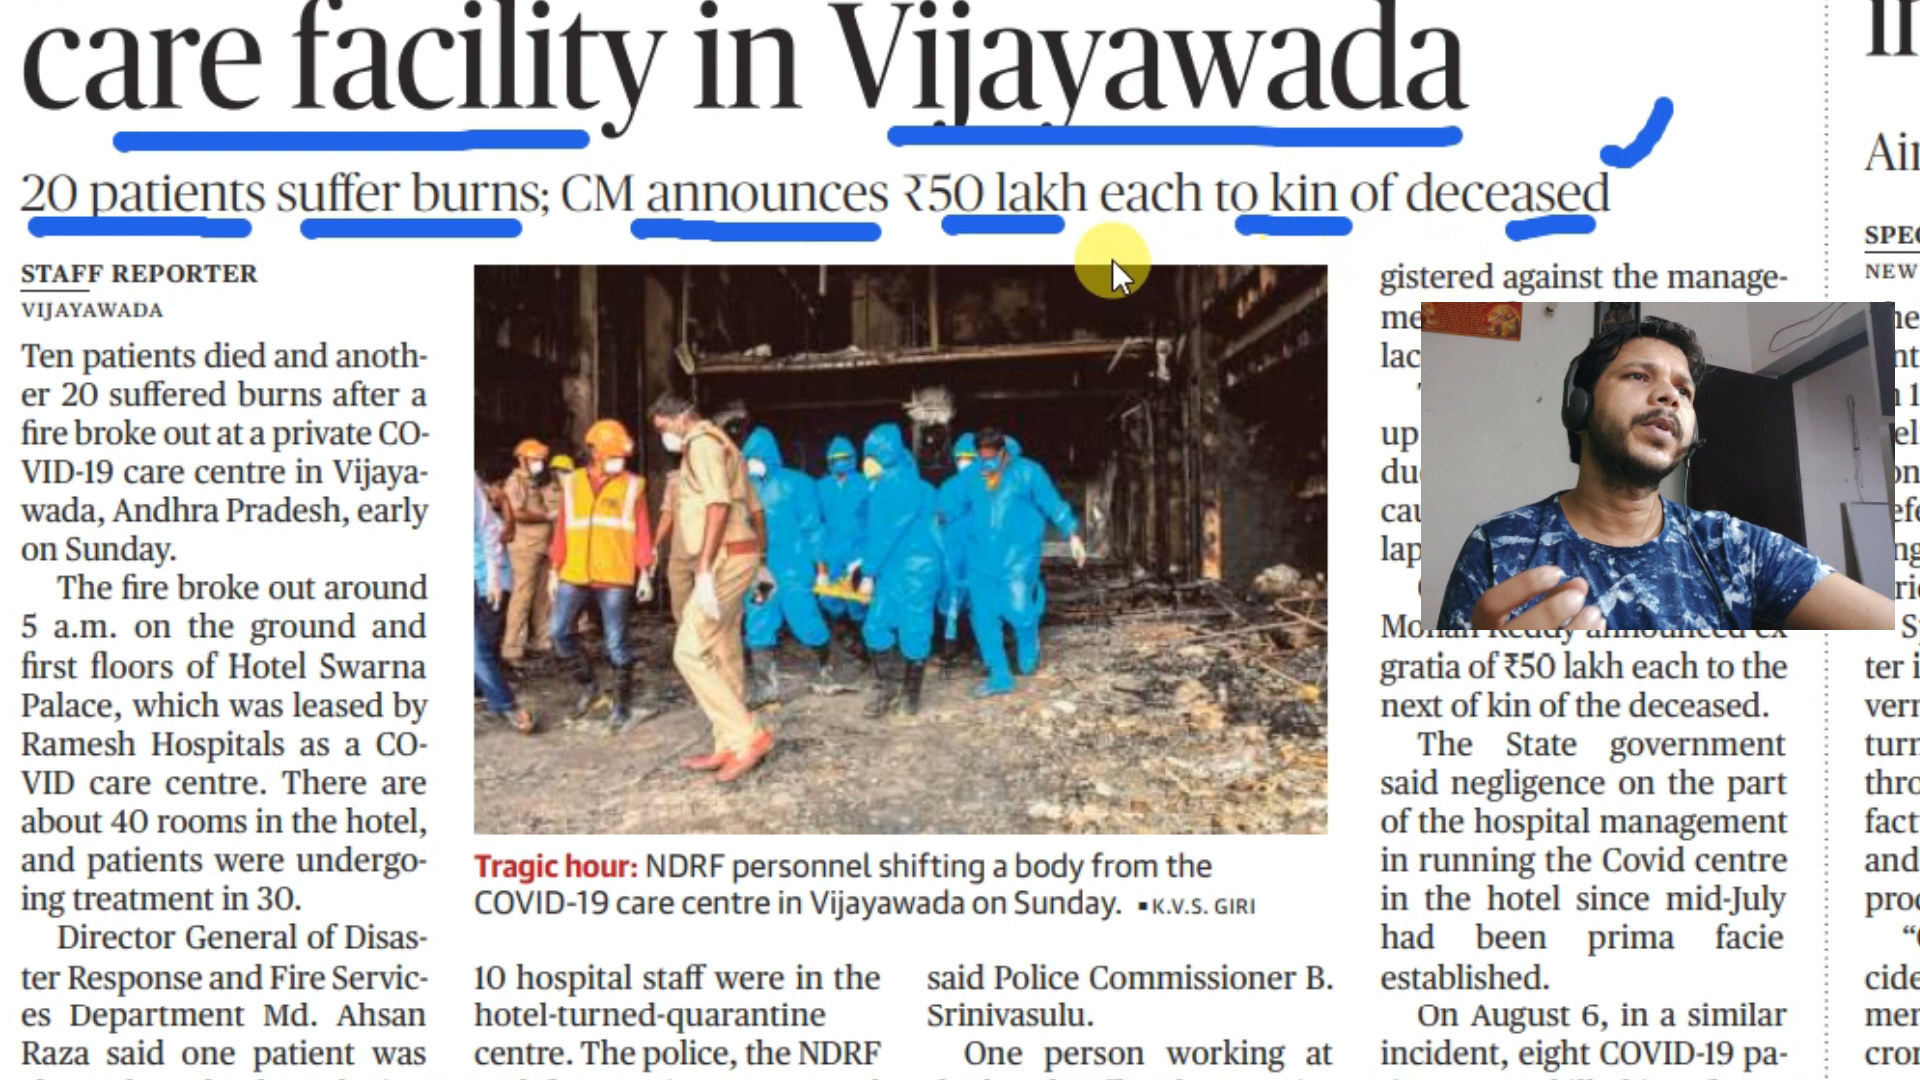 care facility in Vijayawada
20 patients suffer burns; CM announces ₹50 lakh each to kin of deceased
STAFF REPORTER
VIJAYAWADA
Ten patients died and anoth-
er 20 suffered burns after a
fire broke out at a private CO-
VID-19 care centre in Vijaya-
wada, Andhra Pradesh, early
on Sunday.
The fire broke out around
5 a.m. on the ground and
first floors of Hotel Swarna
Palace, which was leased by
Ramesh Hospitals as a CO-
VID care centre. There are
about 40 rooms in the hotel,
and patients were undergo-
ing treatment in 30.
Director General of Disas-
ter Response and Fire Servic-
es Department Md. Ahsan
Raza said one patient was
Tragic hour: NDRF personnel shifting a body from the
COVID-19 care centre in Vijayawada on Sunday. ▪ K.V.S. GIRI
10 hospital staff were in the
hotel-turned-quarantine
centre. The police, the NDRF
said Police Commissioner B.
Srinivasulu.
One person working at
gistered against the manage-
up
Mohan Reddy announced ex
gratia of ₹50 lakh each to the
next of kin of the deceased.
The State government
said negligence on the part
of the hospital management
in running the Covid centre
in the hotel since mid-July
had been prima facie
established.
On August 6, in a similar
incident, eight COVID-19 pa-
NEW
ter
and